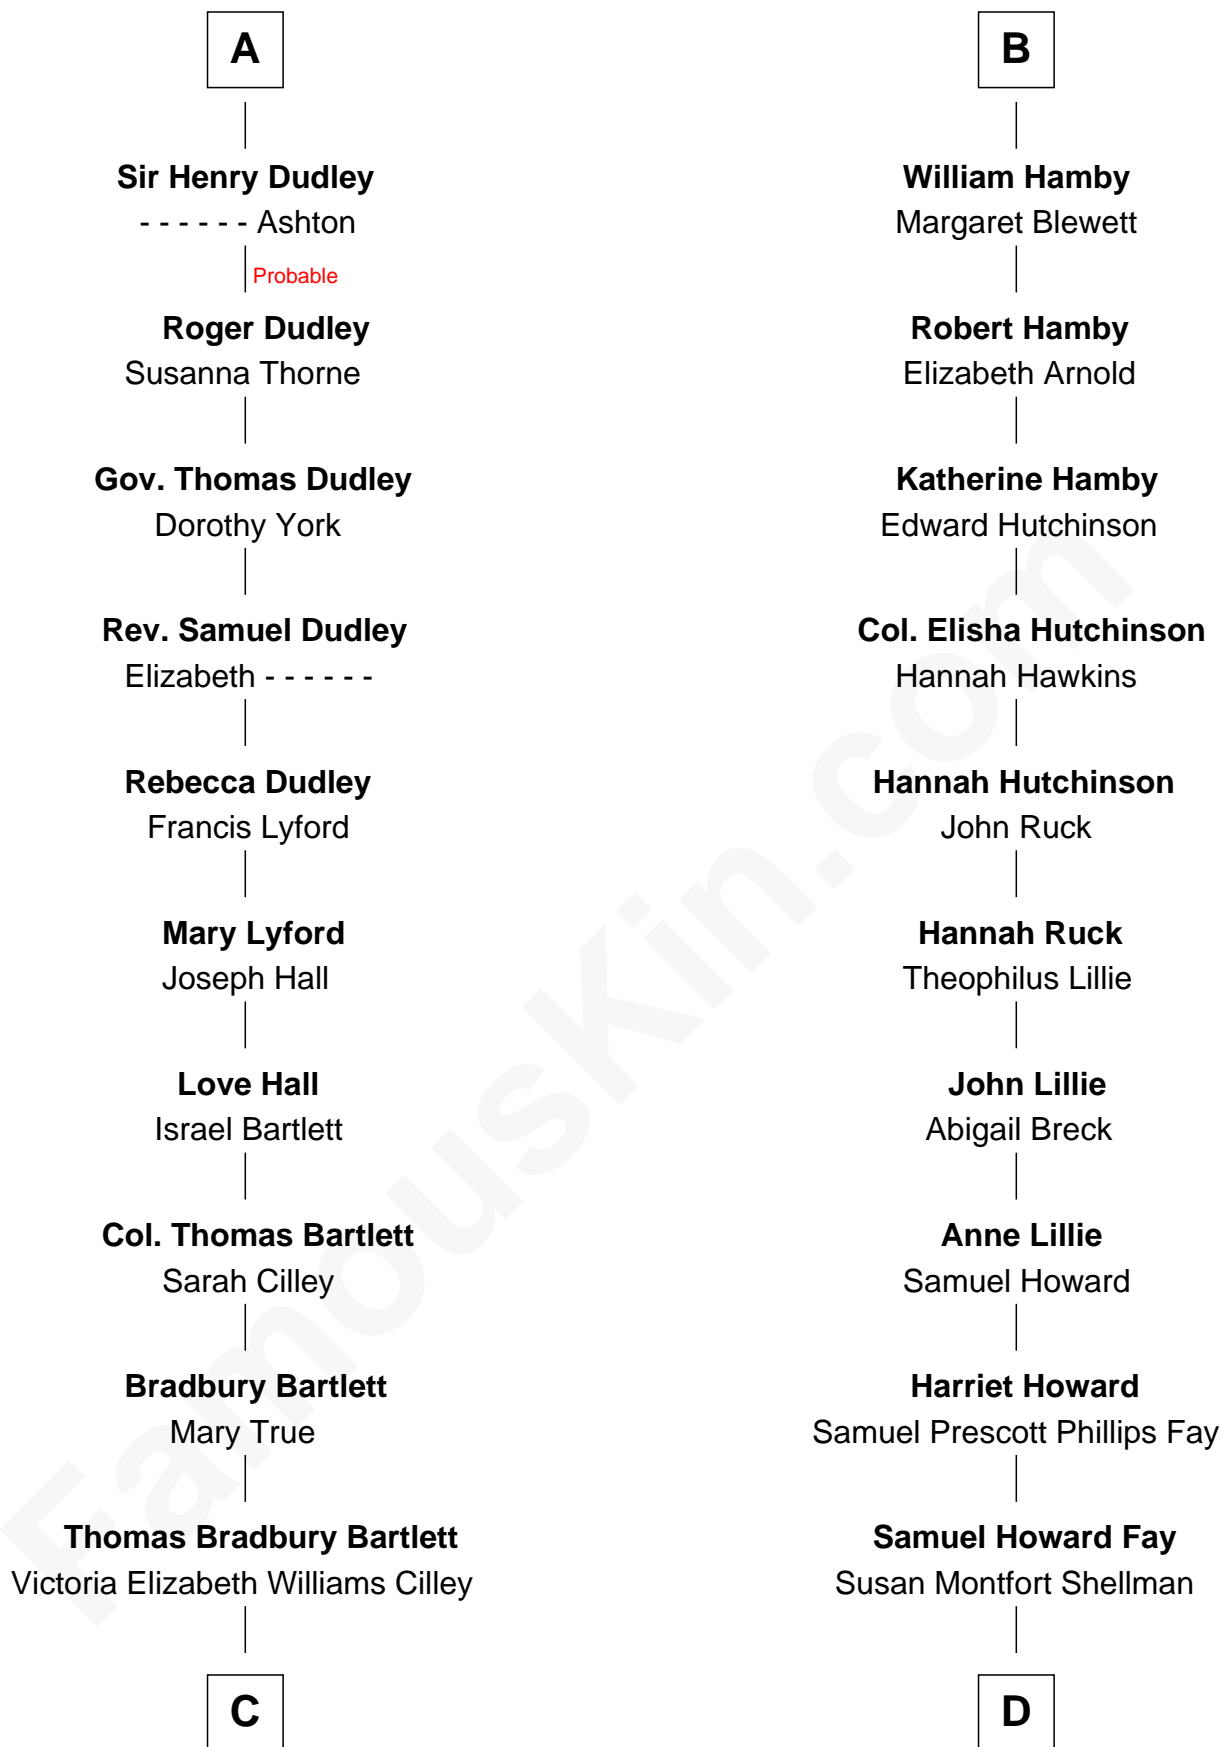 A
Sir Henry Dudley
- - - - - - Ashton
Probable
Roger Dudley
Susanna Thorne
Gov. Thomas Dudley
Dorothy York
Rev. Samuel Dudley
Elizabeth - - - - - -
Rebecca Dudley
Francis Lyford
Mary Lyford
Joseph Hall
Love Hall
Israel Bartlett
Col. Thomas Bartlett
Sarah Cilley
Bradbury Bartlett
Mary True
Thomas Bradbury Bartlett
Victoria Elizabeth Williams Cilley
C
B
William Hamby
Margaret Blewett
Robert Hamby
Elizabeth Arnold
Katherine Hamby
Edward Hutchinson
Col. Elisha Hutchinson
Hannah Hawkins
Hannah Hutchinson
John Ruck
Hannah Ruck
Theophilus Lillie
John Lillie
Abigail Breck
Anne Lillie
Samuel Howard
Harriet Howard
Samuel Prescott Phillips Fay
Samuel Howard Fay
Susan Montfort Shellman
D
FamousKin.com